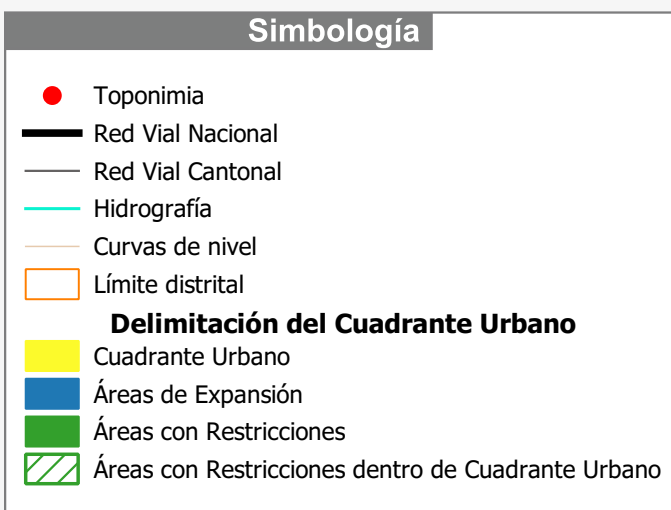 Simbología
Toponimia
Red Vial Nacional
Red Vial Cantonal
Hidrografía
Curvas de nivel
Límite distrital
Delimitación del Cuadrante Urbano
Cuadrante Urbano
Áreas de Expansión
Áreas con Restricciones
Áreas con Restricciones dentro de Cuadrante Urbano